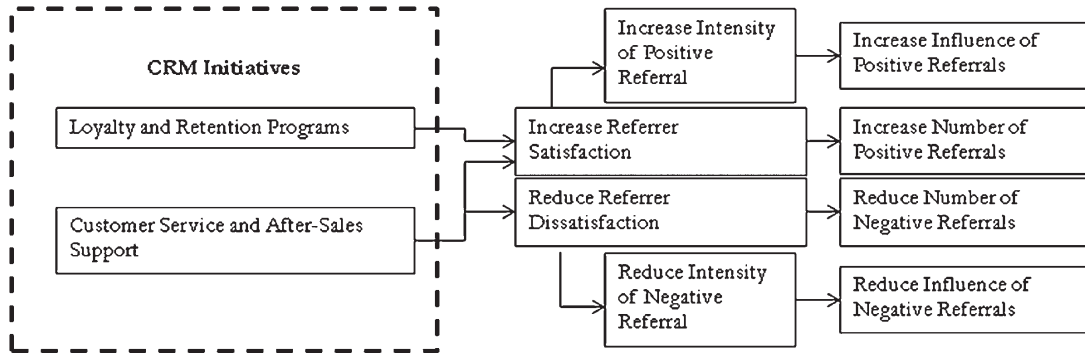 CRM Initiatives
Loyalty and Retention Programs
Customer Service and After-Sales
Support
Increase Intensity
of Positive
Referral
Increase Influence of
Positive Referrals
Increase Referrer
Satisfaction
Increase Number of
Positive Referrals
Reduce Referrer
Dissatisfaction
Reduce Number of
Negative Referrals
Reduce Intensity
of Negative
Referral
Reduce Influence of
Negative Referrals